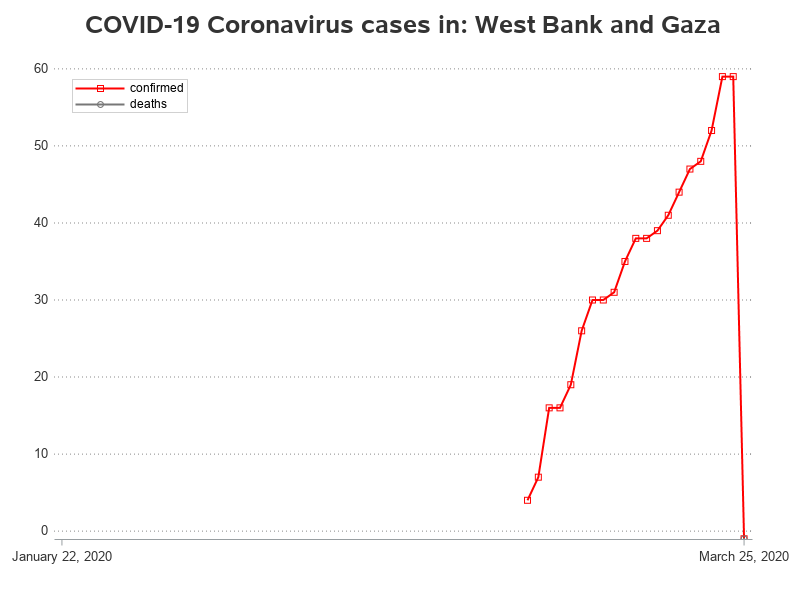 COVID-19 Coronavirus cases in: West Bank and Gaza
60
confirmed
deaths
50
40
30
20
10
0
January 22, 2020
March 25, 2020